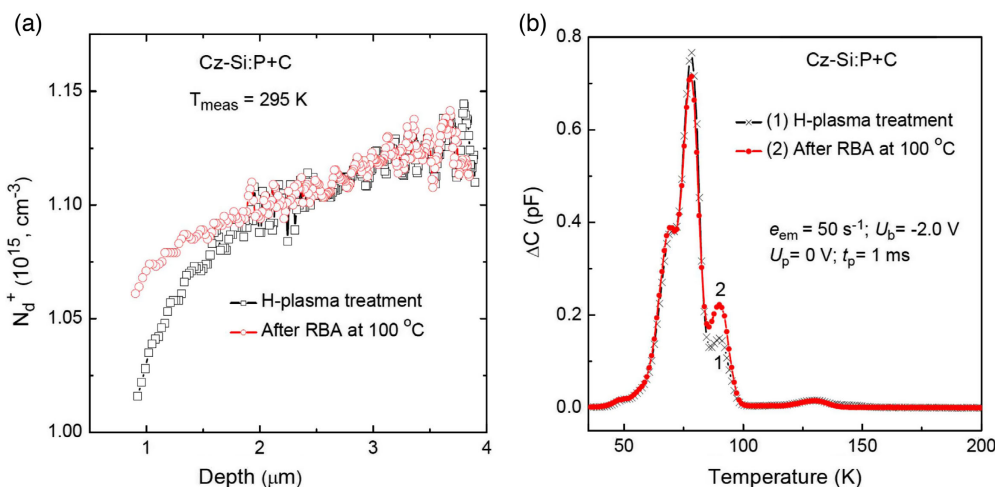 (a)
Cz-Si:P+C
T_meas = 295 K
1.15
1.10
1.05
1.00
N_d^+ (10^15, cm^-3)
H-plasma treatment
After RBA at 100 °C
1 2 3 4
Depth (μm)
(b)
Cz-Si:P+C
0.8
0.6
0.4
0.2
0.0
ΔC (pF)
(1) H-plasma treatment
(2) After RBA at 100 °C
e_em = 50 s^-1; U_b= -2.0 V
U_p= 0 V; t_p= 1 ms
2
1
50 100 150 200
Temperature (K)